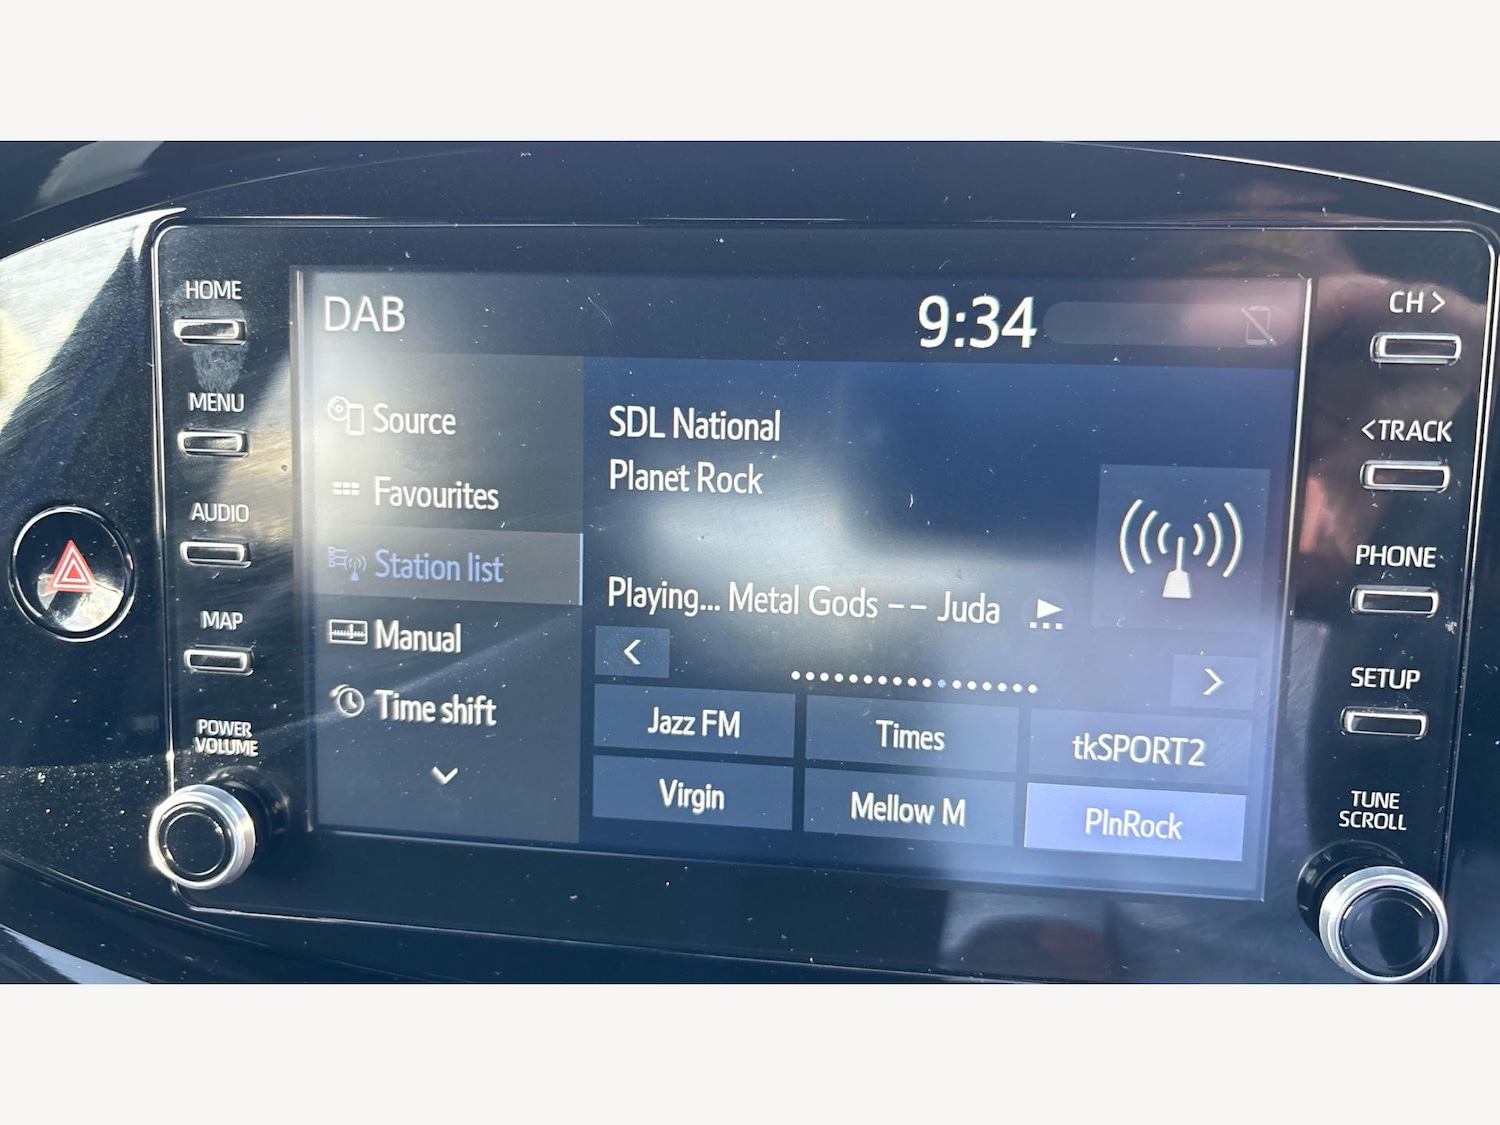 HOME
MENU
AUDIO
MAP
POWER
VOLUME
DAB
9:34
Source
Favourites
Station list
Manual
Time shift
SDL National
Planet Rock
Playing... Metal Gods -- Juda
Jazz FM
Times
tkSPORT2
Virgin
Mellow M
PlnRock
CH >
<TRACK
PHONE
SETUP
TUNE
SCROLL